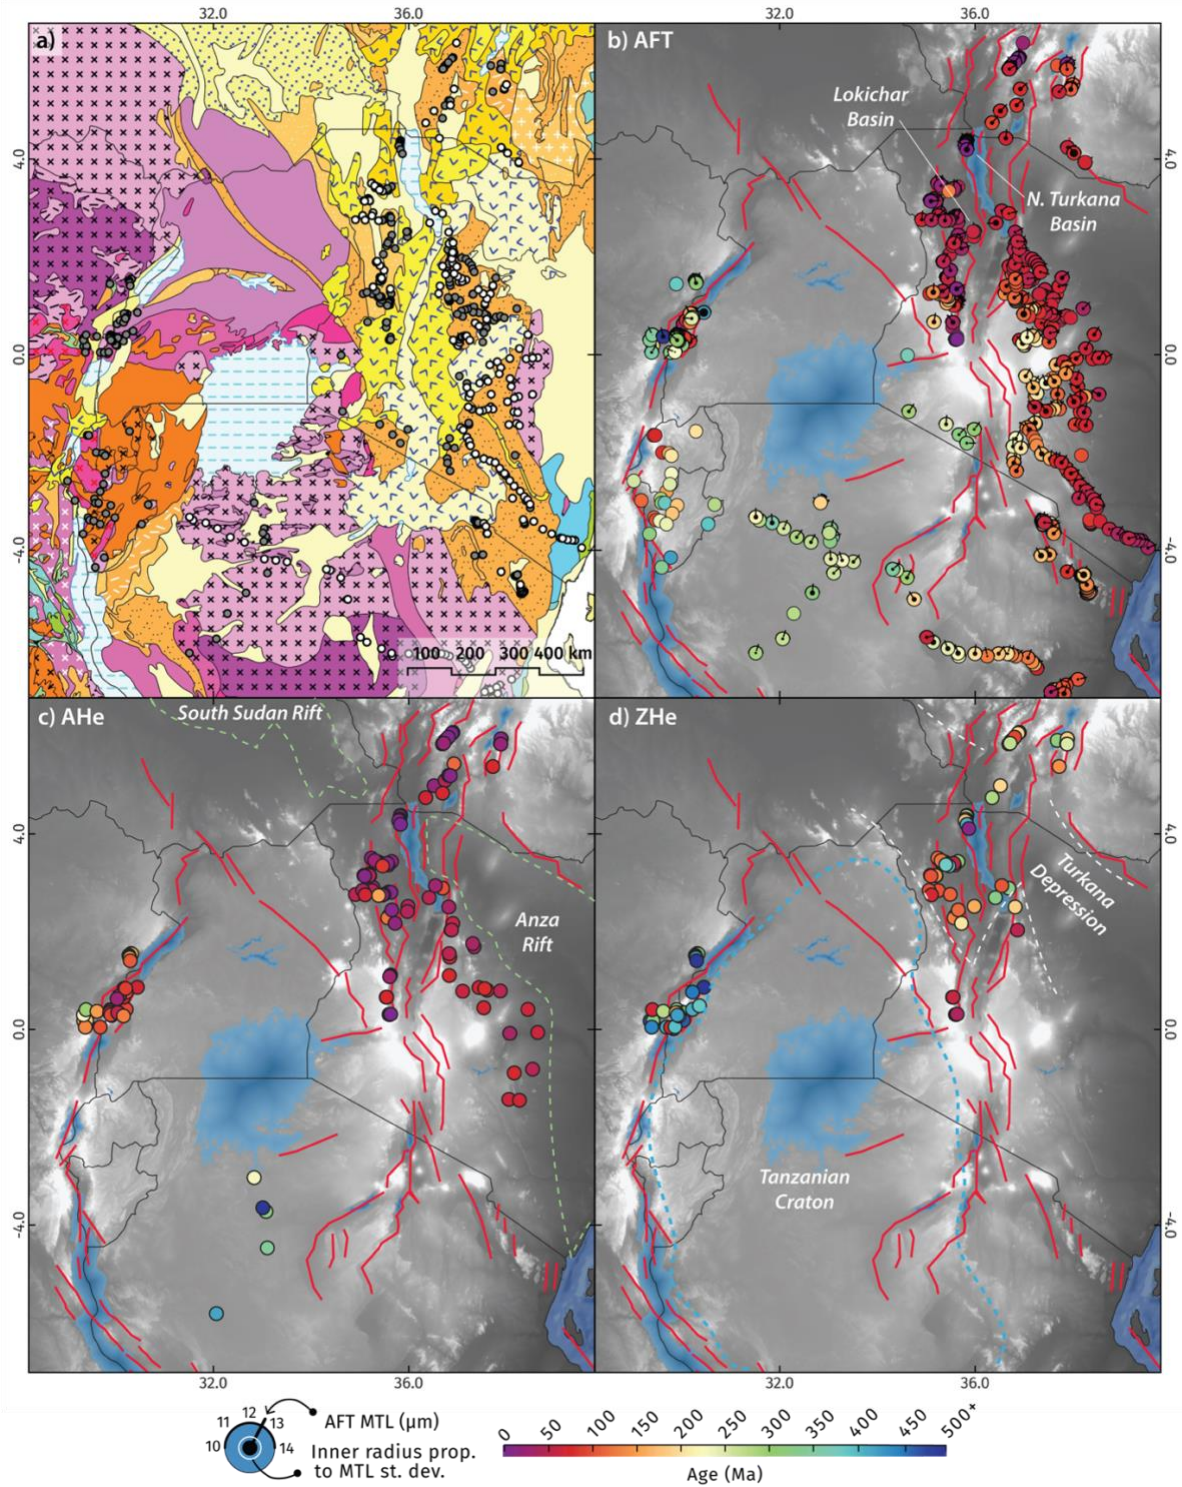 32.0
36.0
32.0
36.0
a)
b) AFT
Lokichar
Basin
N. Turkana
Basin
4.0
0.0
-4.0
4.0
0.0
-4.0
100 200 300 400 km
c) AHe
South Sudan Rift
Anza
Rift
d) ZHe
Turkana
Depression
Tanzanian
Craton
4.0
0.0
-4.0
4.0
0.0
-4.0
32.0
36.0
32.0
36.0
10
11
12
13
14
AFT MTL (μm)
Inner radius prop.
to MTL st. dev.
0
50
100
150
200
250
300
350
400
450
500+
Age (Ma)